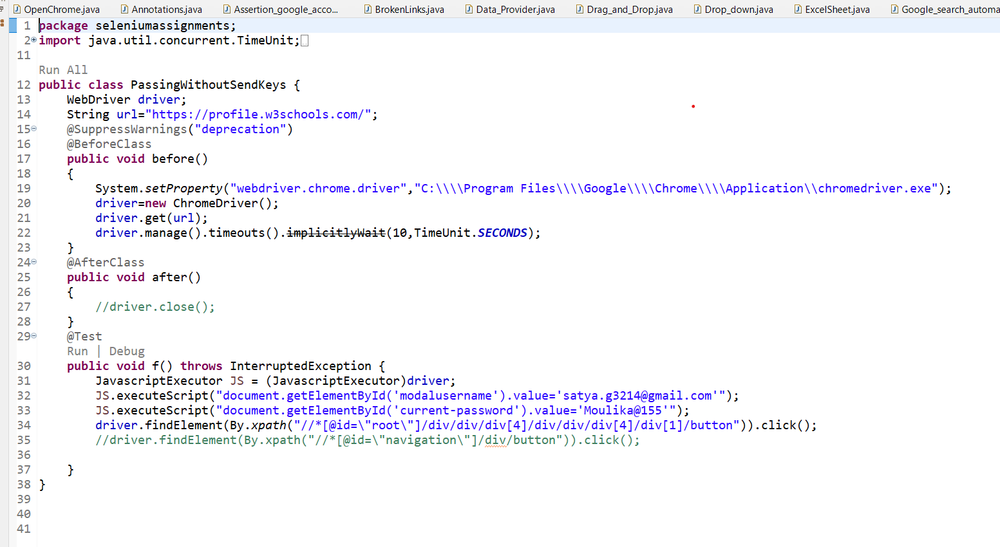 OpenChrome.java Annotations.java Assertion_google_acco... BrokenLinks.java Data_Provider.java Drag_and_Drop.java Drop_down.java ExcelSheet.java Google_search_automa
1 package seleniumassignments;
2 import java.util.concurrent.TimeUnit;
11
Run All
12 public class PassingWithoutSendKeys {
13 WebDriver driver;
14 String url="https://profile.w3schools.com/";
15 @SuppressWarnings("deprecation")
16 @BeforeClass
17 public void before()
18 {
19 System.setProperty("webdriver.chrome.driver","C:\\\\Program Files\\\\Google\\\\Chrome\\\\Application\\chromedriver.exe");
20 driver=new ChromeDriver();
21 driver.get(url);
22 driver.manage().timeouts().implicitlyWait(10,TimeUnit.SECONDS);
23 }
24 @AfterClass
25 public void after()
26 {
27 //driver.close();
28 }
29 @Test
Run | Debug
30 public void f() throws InterruptedException {
31 JavascriptExecutor JS = (JavascriptExecutor)driver;
32 JS.executeScript("document.getElementById('modalusername').value='satya.g3214@gmail.com'");
33 JS.executeScript("document.getElementById('current-password').value='Moulika@155'");
34 driver.findElement(By.xpath("//*[@id=\"root\"]/div/div/div[4]/div/div/div[4]/div[1]/button")).click();
35 //driver.findElement(By.xpath("//*[@id=\"navigation\"]/div/button")).click();
36
37 }
38 }
39
40
41